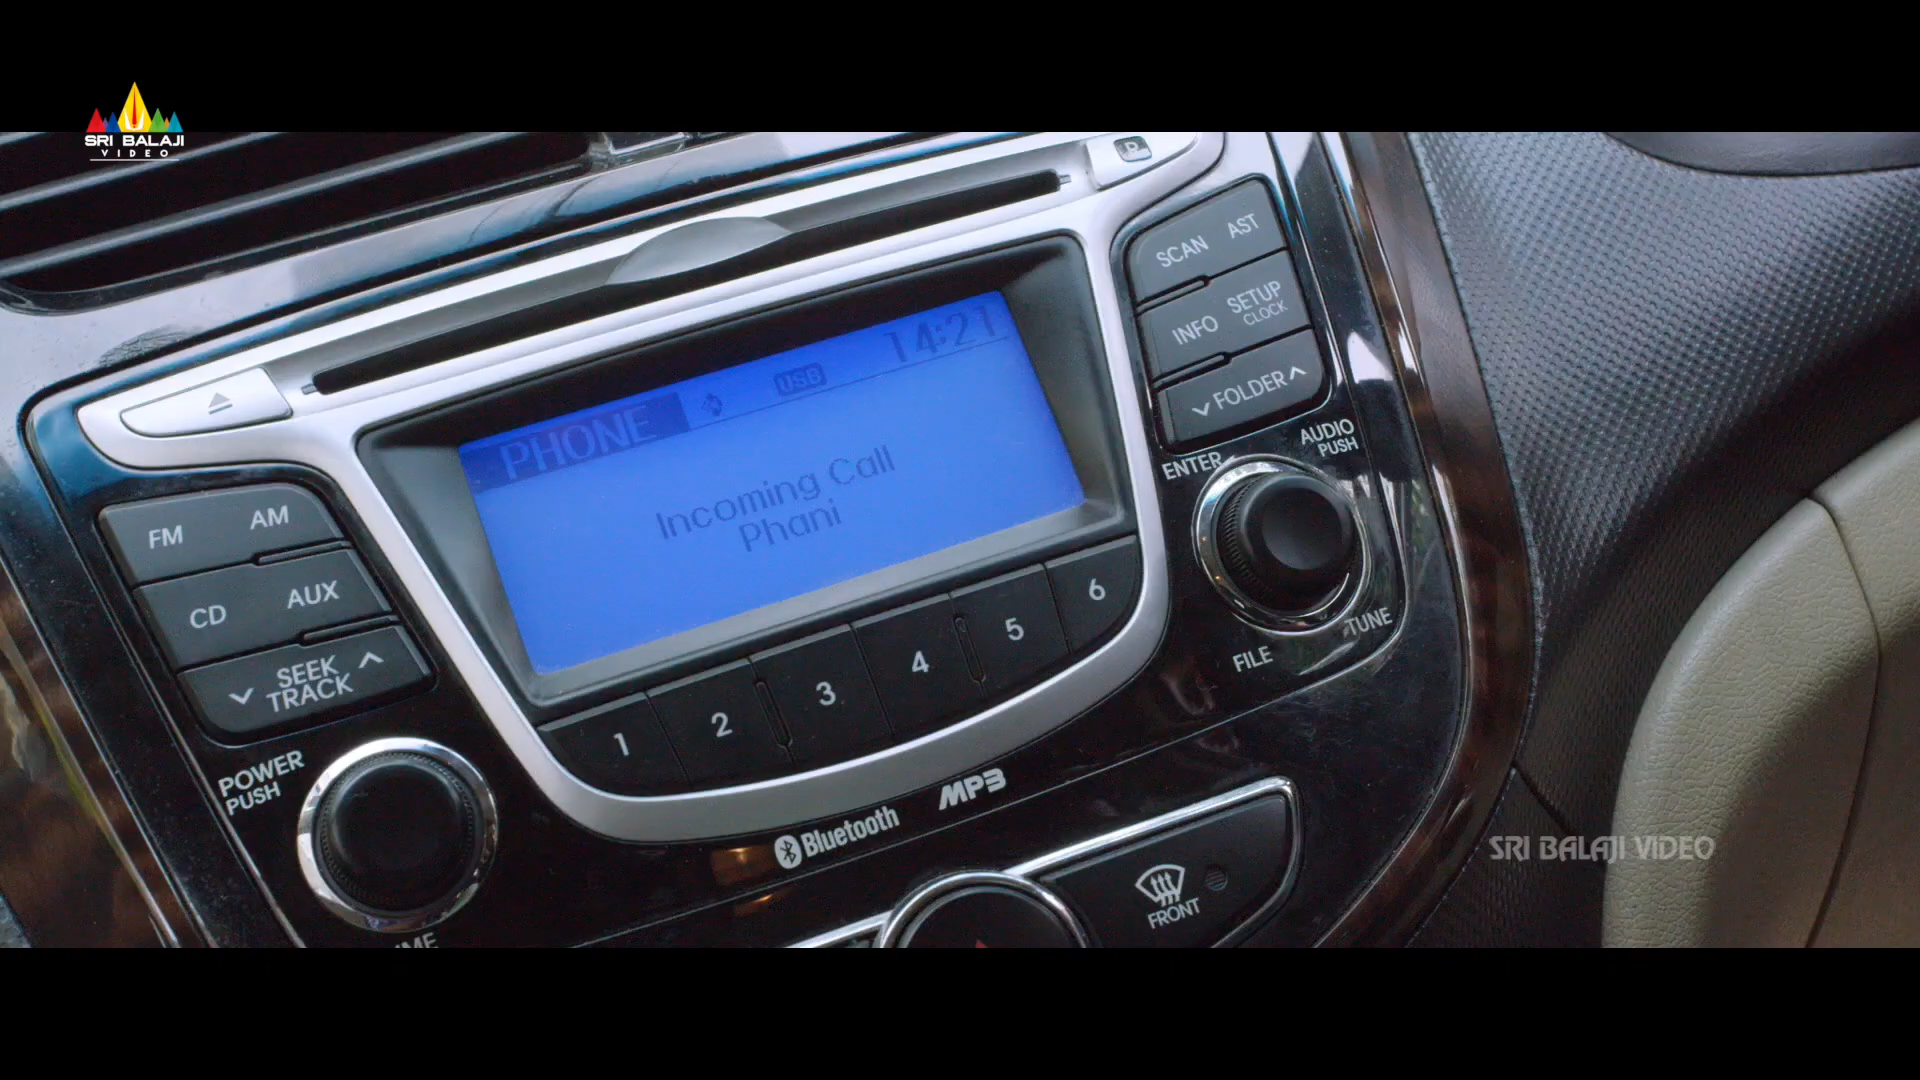 SRI BALAJI
VIDEO
SCAN AST
INFO SETUP
CLOCK
FOLDER
AUDIO
PUSH
ENTER
TUNE
FILE
14:21
USB
PHONE
Incoming Call
Phani
FM AM
CD AUX
SEEK
TRACK
POWER
PUSH
1 2 3 4 5 6
Bluetooth MP3
FRONT
SRI BALAJI VIDEO